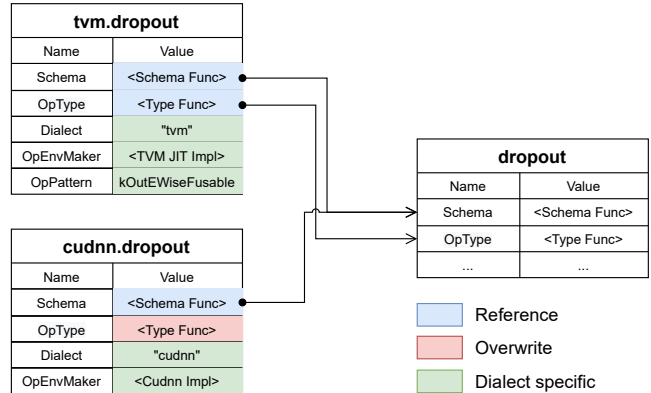 tvm.dropout
Name Value
Schema <Schema Func>
OpType <Type Func>
Dialect "tvm"
OpEnvMaker <TVM JIT Impl>
OpPattern kOutEWiseFusable
cudnn.dropout
Name Value
Schema <Schema Func>
OpType <Type Func>
Dialect "cudnn"
OpEnvMaker <Cudnn Impl>
dropout
Name Value
Schema <Schema Func>
OpType <Type Func>
... ...
Reference
Overwrite
Dialect specific